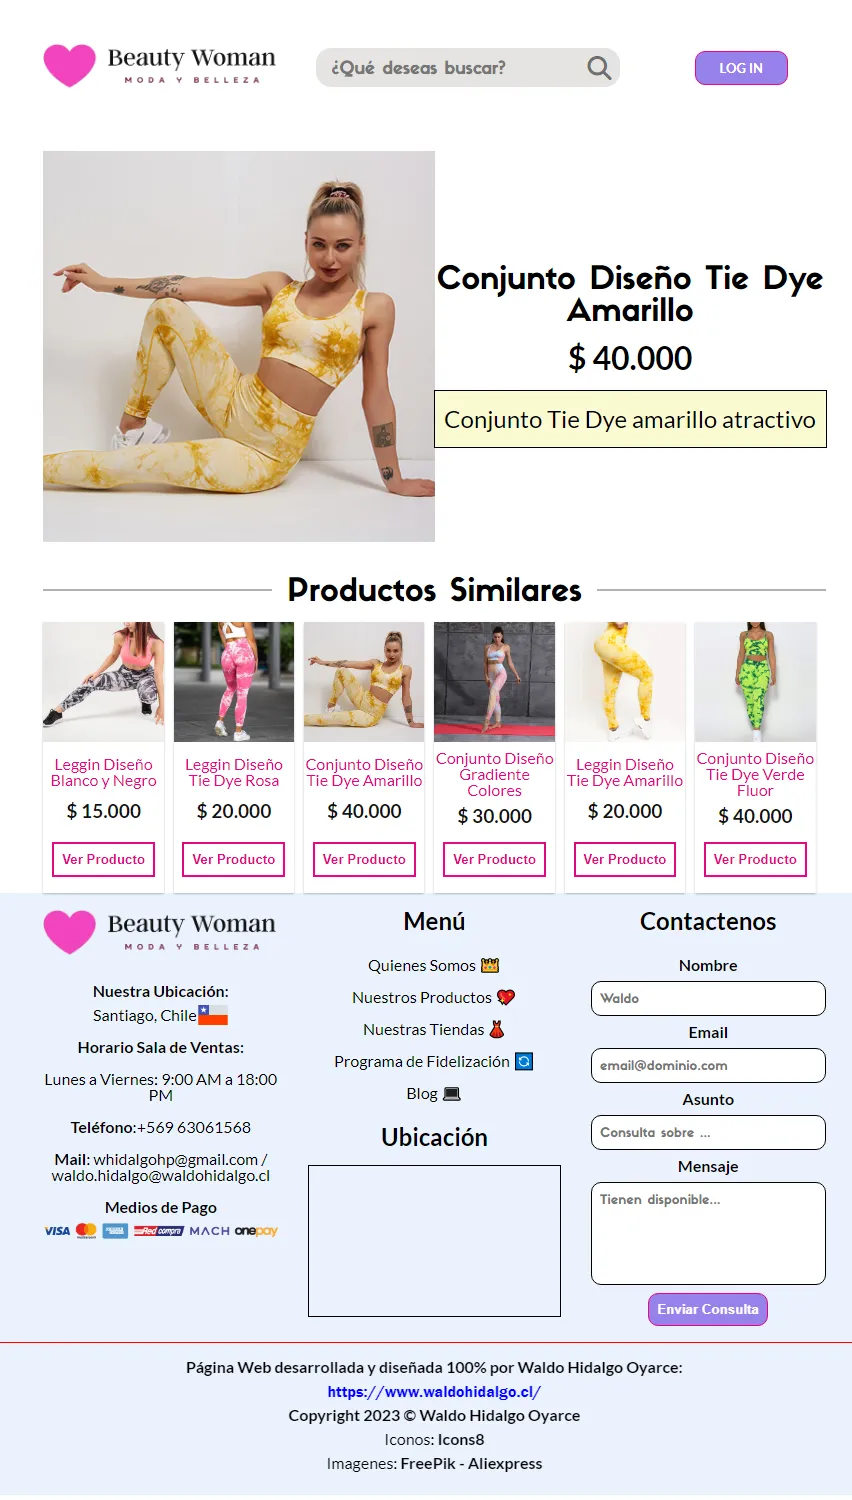 Beauty Woman
MODA Y BELLEZA
¿Qué deseas buscar?
LOG IN
Conjunto Diseño Tie Dye
Amarillo
$ 40.000
Conjunto Tie Dye amarillo atractivo
Productos Similares
Leggin Diseño
Blanco y Negro
$ 15.000
Ver Producto
Leggin Diseño
Tie Dye Rosa
$ 20.000
Ver Producto
Conjunto Diseño
Tie Dye Amarillo
$ 40.000
Ver Producto
Conjunto Diseño
Gradiente
Colores
$ 30.000
Ver Producto
Leggin Diseño
Tie Dye Amarillo
$ 20.000
Ver Producto
Conjunto Diseño
Tie Dye Verde
Fluor
$ 40.000
Ver Producto
Beauty Woman
MODA Y BELLEZA
Nuestra Ubicación:
Santiago, Chile
Horario Sala de Ventas:
Lunes a Viernes: 9:00 AM a 18:00
PM
Teléfono:+569 63061568
Mail: whidalgohp@gmail.com /
waldo.hidalgo@waldohidalgo.cl
Medios de Pago
VISA mastercard AMERICAN EXPRESS Redcompra MACH onepay
Menú
Quienes Somos
Nuestros Productos
Nuestras Tiendas
Programa de Fidelización
Blog
Ubicación
Contactenos
Nombre
Waldo
Email
email@dominio.com
Asunto
Consulta sobre ...
Mensaje
Tienen disponible...
Enviar Consulta
Página Web desarrollada y diseñada 100% por Waldo Hidalgo Oyarce:
https://www.waldohidalgo.cl/
Copyright 2023 © Waldo Hidalgo Oyarce
Iconos: Icons8
Imagenes: FreePik - Aliexpress